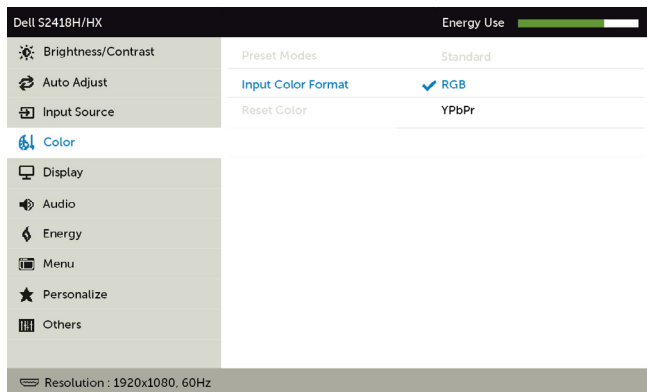 Dell S2418H/HX
Energy Use
Brightness/Contrast
Auto Adjust
Input Source
Color
Display
Audio
Energy
Menu
Personalize
Others
Preset Modes
Standard
Input Color Format
RGB
Reset Color
YPbPr
Resolution : 1920x1080, 60Hz